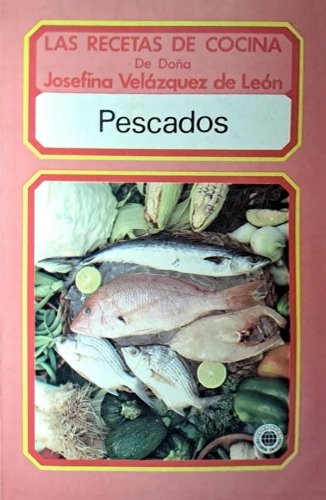 LAS RECETAS DE COCINA
De Doña
Josefina Velázquez de León
Pescados